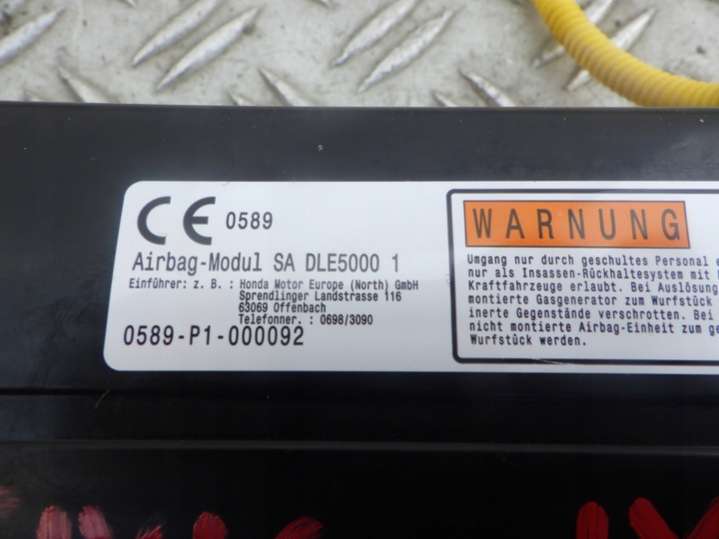 CE 0589
Airbag-Modul SA DLE5000 1
Einführer: z. B. : Honda Motor Europe (North) GmbH
Sprendlinger Landstrasse 116
63069 Offenbach
Telefonner. : 0698/3090
0589-P1-000092
WARNUNG
Umgang nur durch geschultes Personal
nur als Insassen-Rückhaltesystem mit
Kraftfahrzeuge erlaubt. Bei Auslösung
montierte Gasgenerator zum Wurfstück
inerte Gegenstände verschrotten. Bei
nicht montierte Airbag-Einheit zum
Wurfstück werden.